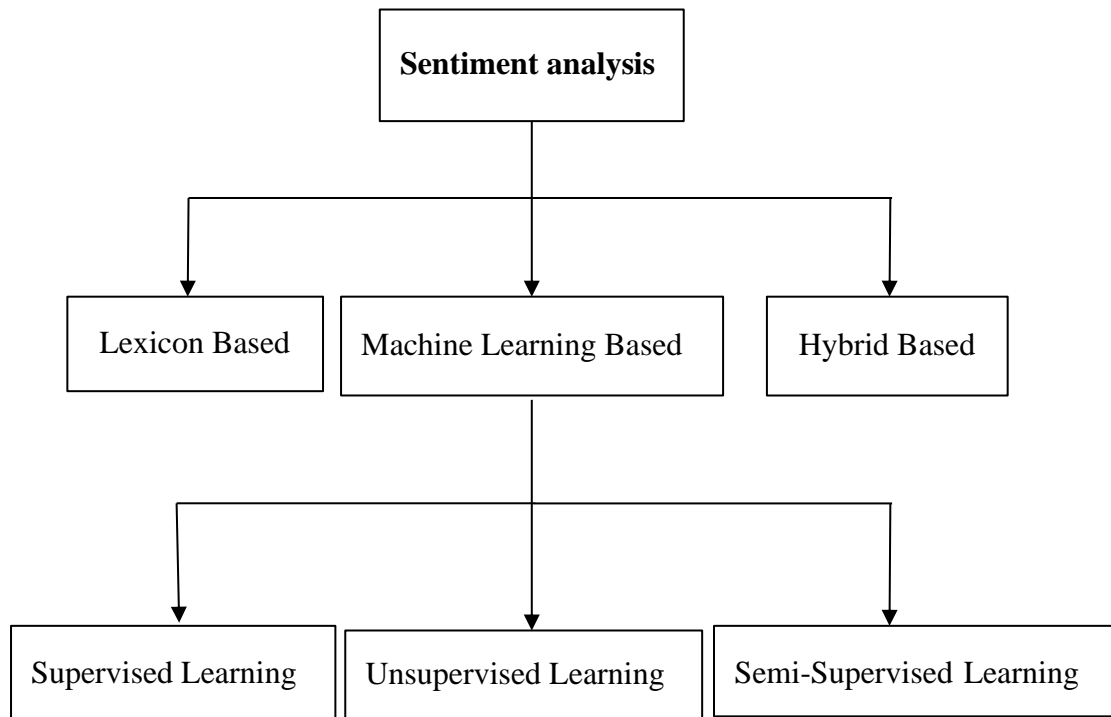 Sentiment analysis
Lexicon Based
Machine Learning Based
Hybrid Based
Supervised Learning
Unsupervised Learning
Semi-Supervised Learning